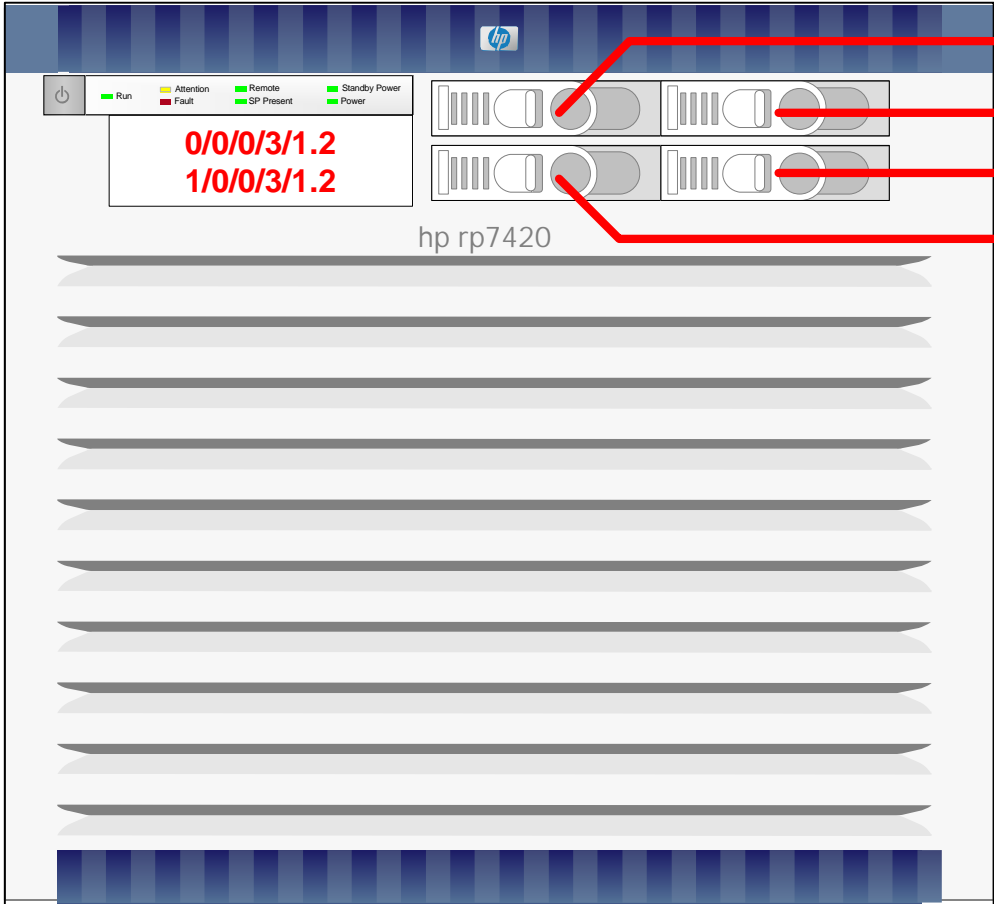 hp
Run
Attention
Fault
Remote
SP Present
Standby Power
Power
0/0/0/3/1.2
1/0/0/3/1.2
hp rp7420